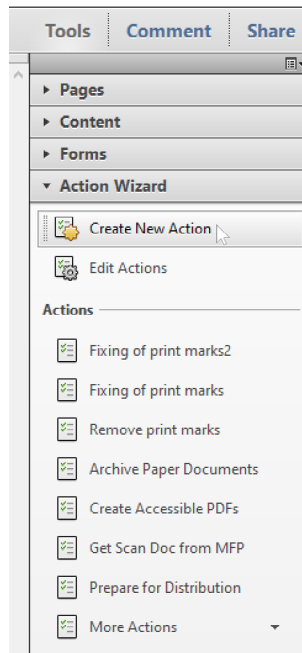 Tools Comment Share
Pages
Content
Forms
Action Wizard
Create New Action
Edit Actions
Actions
Fixing of print marks2
Fixing of print marks
Remove print marks
Archive Paper Documents
Create Accessible PDFs
Get Scan Doc from MFP
Prepare for Distribution
More Actions